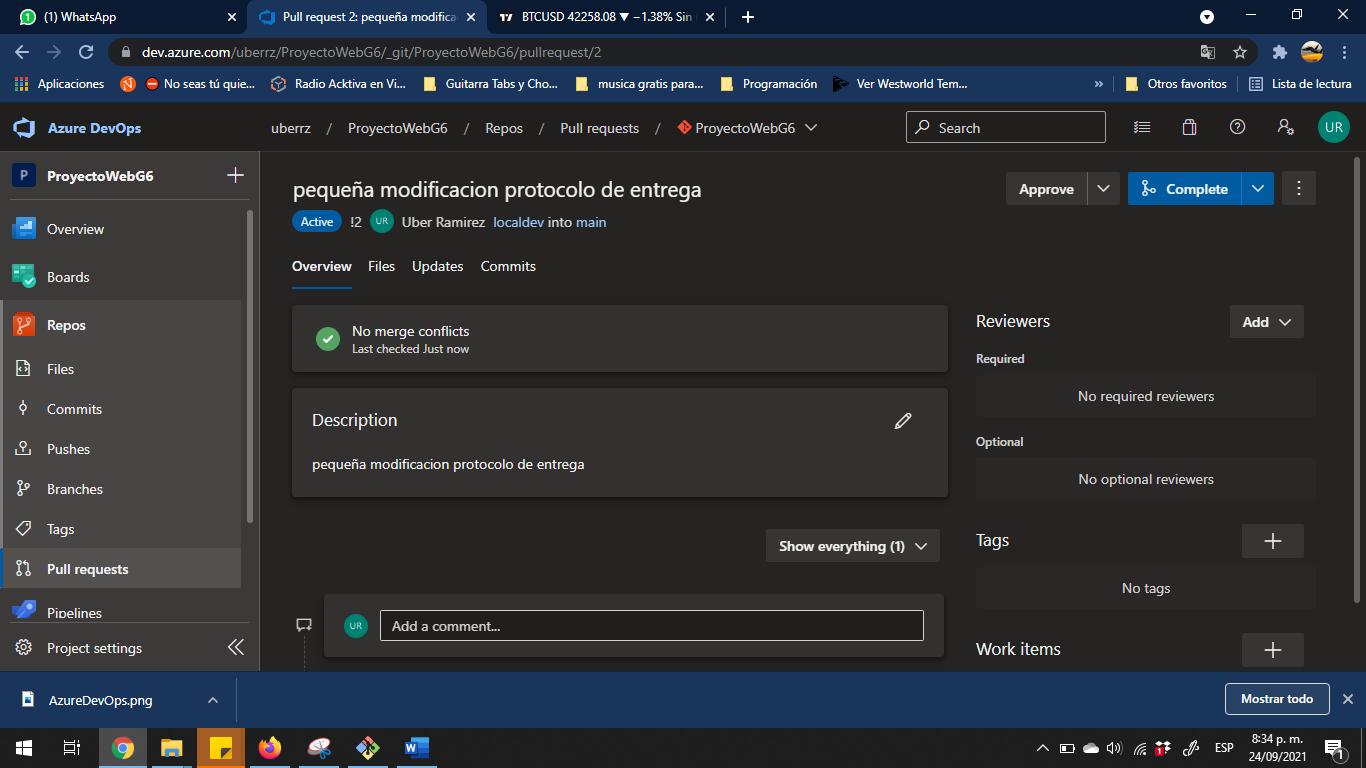 (1) WhatsApp
Pull request 2: pequeña modifica
BTCUSD 42258.08 ▼ −1.38% Sin
dev.azure.com/uberrz/ProyectoWebG6/_git/ProyectoWebG6/pullrequest/2
Aplicaciones
No seas tú quie...
Radio Acktiva en Vi...
Guitarra Tabs y Cho...
musica gratis para...
Programación
Ver Westworld Tem...
»
Otros favoritos
Lista de lectura
Azure DevOps
uberrz / ProyectoWebG6 / Repos / Pull requests / ProyectoWebG6
Search
UR
P ProyectoWebG6
Overview
Boards
Repos
Files
Commits
Pushes
Branches
Tags
Pull requests
Pipelines
Project settings
pequeña modificacion protocolo de entrega
Approve
Complete
Active !2 UR Uber Ramirez localdev into main
Overview Files Updates Commits
No merge conflicts
Last checked Just now
Description
pequeña modificacion protocolo de entrega
Show everything (1)
UR Add a comment...
Reviewers
Add
Required
No required reviewers
Optional
No optional reviewers
Tags
No tags
Work items
AzureDevOps.png
Mostrar todo
ESP
8:34 p. m.
24/09/2021
1